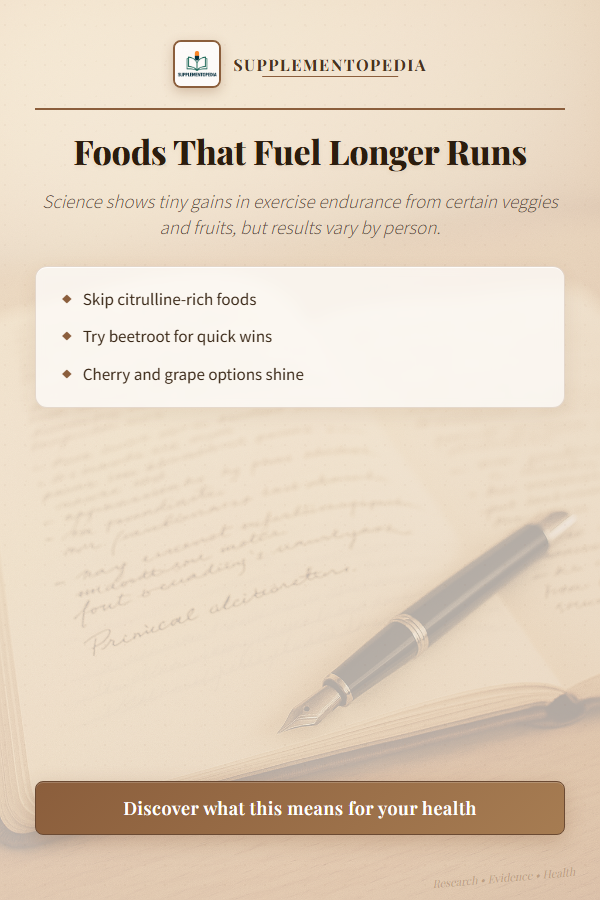 SUPPLEMENTOPEDIA
SUPPLEMENTOPEDIA
Foods That Fuel Longer Runs
Science shows tiny gains in exercise endurance from certain veggies
and fruits, but results vary by person.
Skip citrulline-rich foods
Try beetroot for quick wins
Cherry and grape options shine
Discover what this means for your health
Research • Evidence • Health